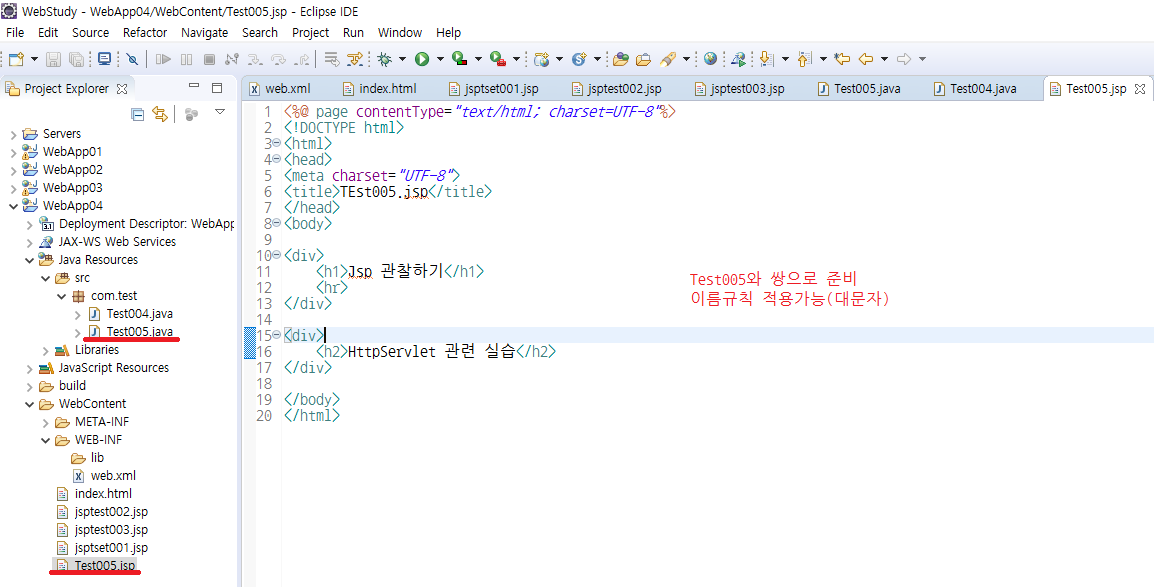 WebStudy - WebApp04/WebContent/Test005.jsp - Eclipse IDE
File Edit Source Refactor Navigate Search Project Run Window Help
Project Explorer
web.xml index.html jsptset001.jsp jsptest002.jsp jsptest003.jsp Test005.java Test004.java Test005.jsp
Servers
WebApp01
WebApp02
WebApp03
WebApp04
Deployment Descriptor: WebApp
JAX-WS Web Services
Java Resources
src
com.test
Test004.java
Test005.java
Libraries
JavaScript Resources
build
WebContent
META-INF
WEB-INF
lib
web.xml
index.html
jsptest002.jsp
jsptest003.jsp
jsptset001.jsp
Test005.jsp
1 <%@ page contentType="text/html; charset=UTF-8"%>
2 <!DOCTYPE html>
3 <html>
4 <head>
5 <meta charset="UTF-8">
6 <title>TEst005.jsp</title>
7 </head>
8 <body>
9
10 <div>
11 <h1>Jsp 관찰하기</h1>
12 <hr>
13 </div>
14
15 <div>
16 <h2>HttpServlet 관련 실습</h2>
17 </div>
18
19 </body>
20 </html>
Test005와 쌍으로 준비
이름규칙 적용가능(대문자)